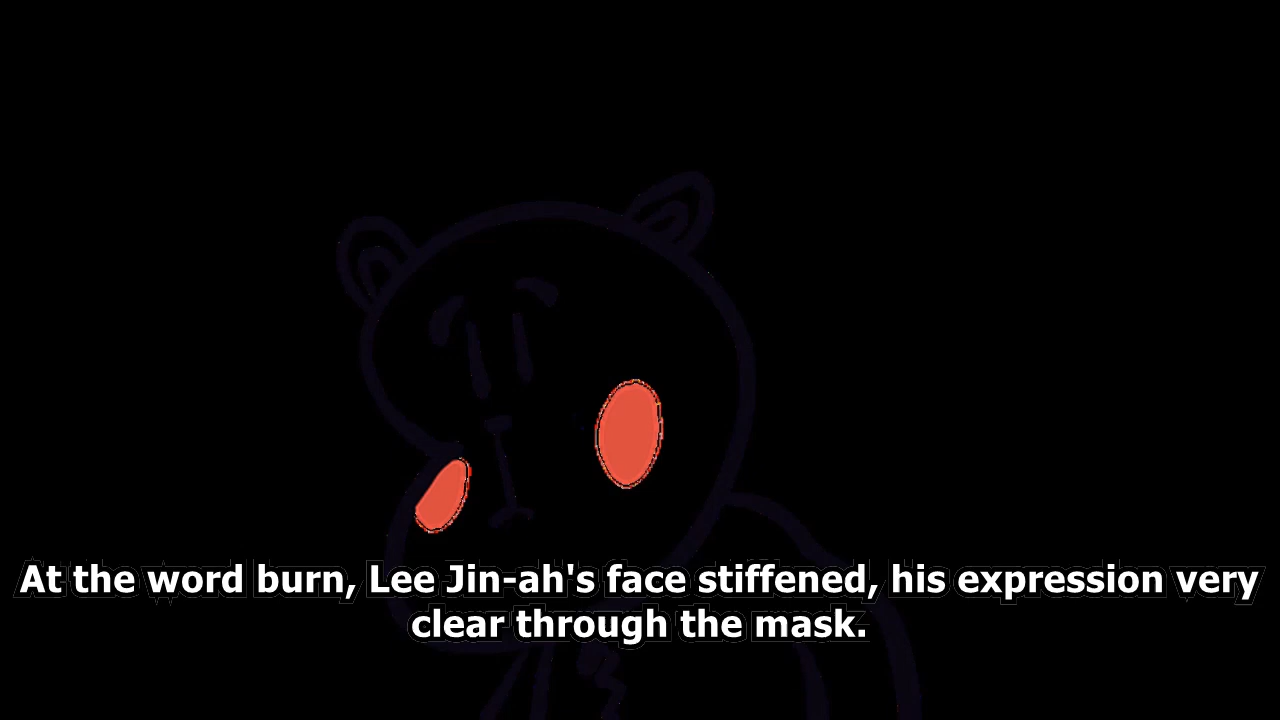 At the word burn, Lee Jin-ah's face stiffened, his expression very
clear through the mask.